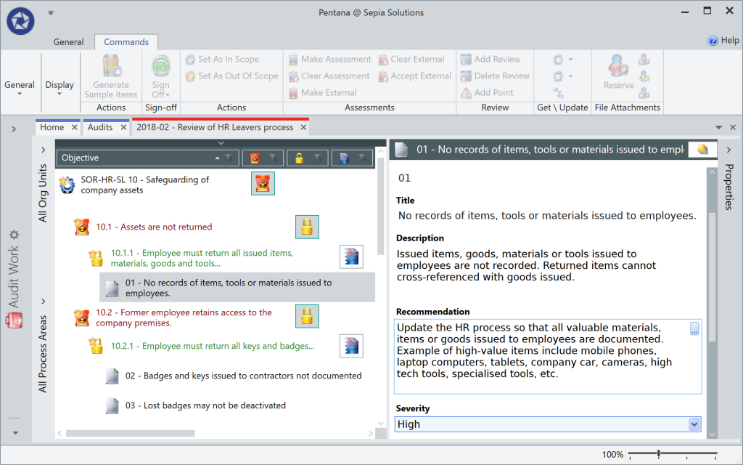 Pentana @ Sepia Solutions
General Commands Help
General
Display
Generate
Sample Items
Actions
Sign
Off
Sign-off
Set As In Scope
Set As Out Of Scope
Actions
Make Assessment Clear External
Clear Assessment Accept External
Make External
Assessments
Add Review
Delete Review
Add Point
Review
Get \ Update
Reserve
File Attachments
Home Audits 2018-02 - Review of HR Leavers process
Audit Work
All Org Units
All Process Areas
Objective
SOR-HR-SL 10 - Safeguarding of
company assets
10.1 - Assets are not returned
10.1.1 - Employee must return all issued items,
materials, goods and tools...
01 - No records of items, tools or materials issued to
employees.
10.2 - Former employee retains access to the
company premises.
10.2.1 - Employee must return all keys and badges...
02 - Badges and keys issued to contractors not documented
03 - Lost badges may not be deactivated
01 - No records of items, tools or materials issued to empl
01
Title
No records of items, tools or materials issued to employees.
Description
Issued items, goods, materials or tools issued to
employees are not recorded. Returned items cannot
cross-referenced with goods issued.
Recommendation
Update the HR process so that all valuable materials,
items or goods issued to employees are documented.
Example of high-value items include mobile phones,
laptop computers, tablets, company car, cameras, high
tech tools, specialised tools, etc.
Severity
High
Properties
100%